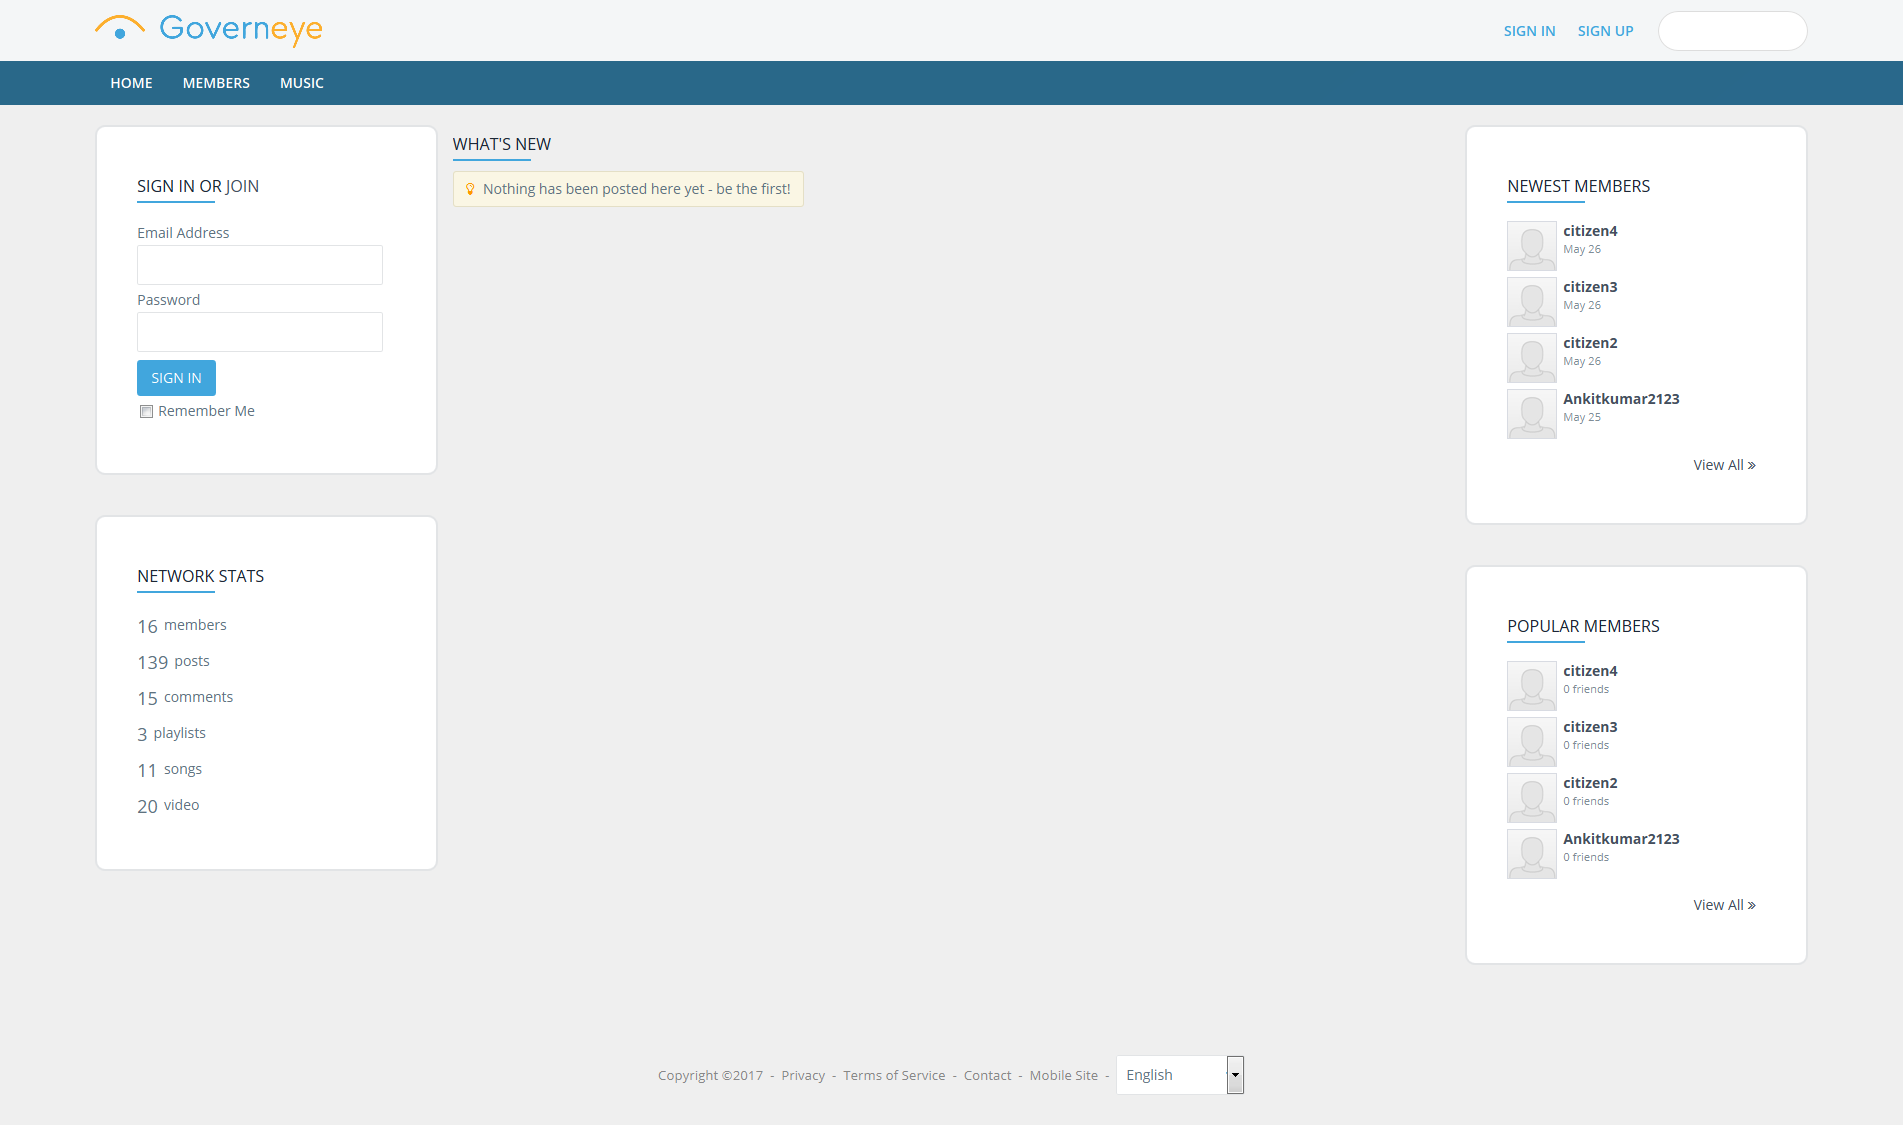 Governeye
SIGN IN SIGN UP
HOME MEMBERS MUSIC
SIGN IN OR JOIN
Email Address
Password
SIGN IN
Remember Me
NETWORK STATS
16 members
139 posts
15 comments
3 playlists
11 songs
20 video
WHAT'S NEW
Nothing has been posted here yet - be the first!
NEWEST MEMBERS
citizen4
May 26
citizen3
May 26
citizen2
May 26
Ankitkumar2123
May 25
View All »
POPULAR MEMBERS
citizen4
0 friends
citizen3
0 friends
citizen2
0 friends
Ankitkumar2123
0 friends
View All »
Copyright ©2017 - Privacy - Terms of Service - Contact - Mobile Site - English